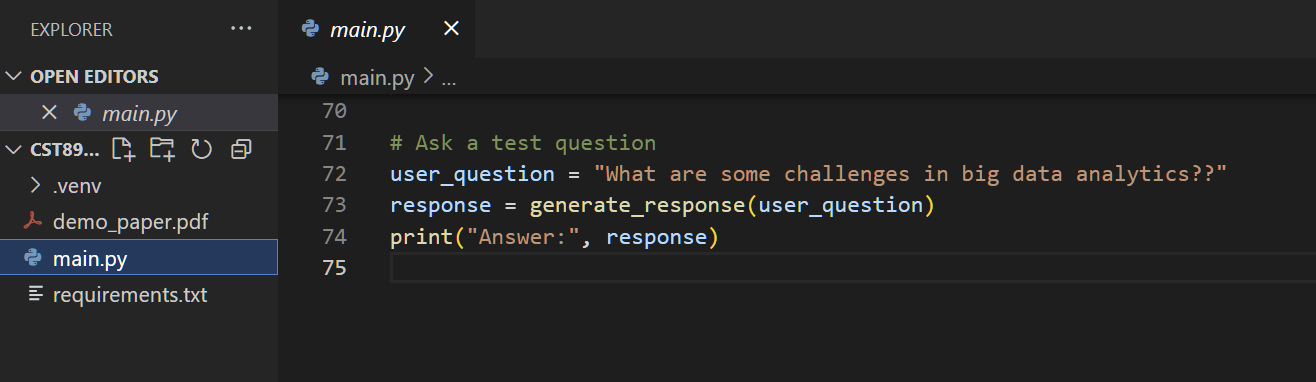 EXPLORER ...
OPEN EDITORS
main.py
CST89...
.venv
demo_paper.pdf
main.py
requirements.txt
main.py
main.py > ...
70
71 # Ask a test question
72 user_question = "What are some challenges in big data analytics??"
73 response = generate_response(user_question)
74 print("Answer:", response)
75